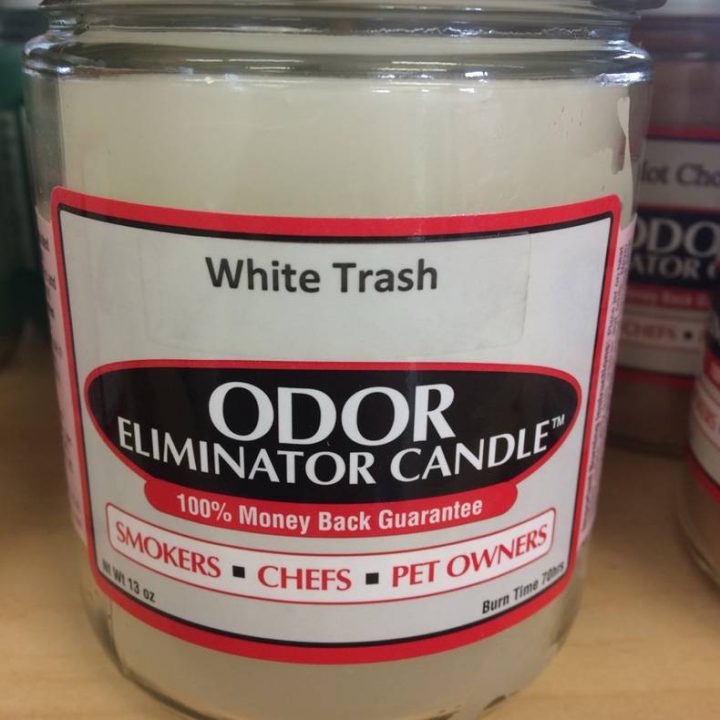 White Trash
ODOR
ELIMINATOR CANDLE™
100% Money Back Guarantee
SMOKERS ▪ CHEFS ▪ PET OWNERS
Wt 13 oz
Burn Time 70hrs